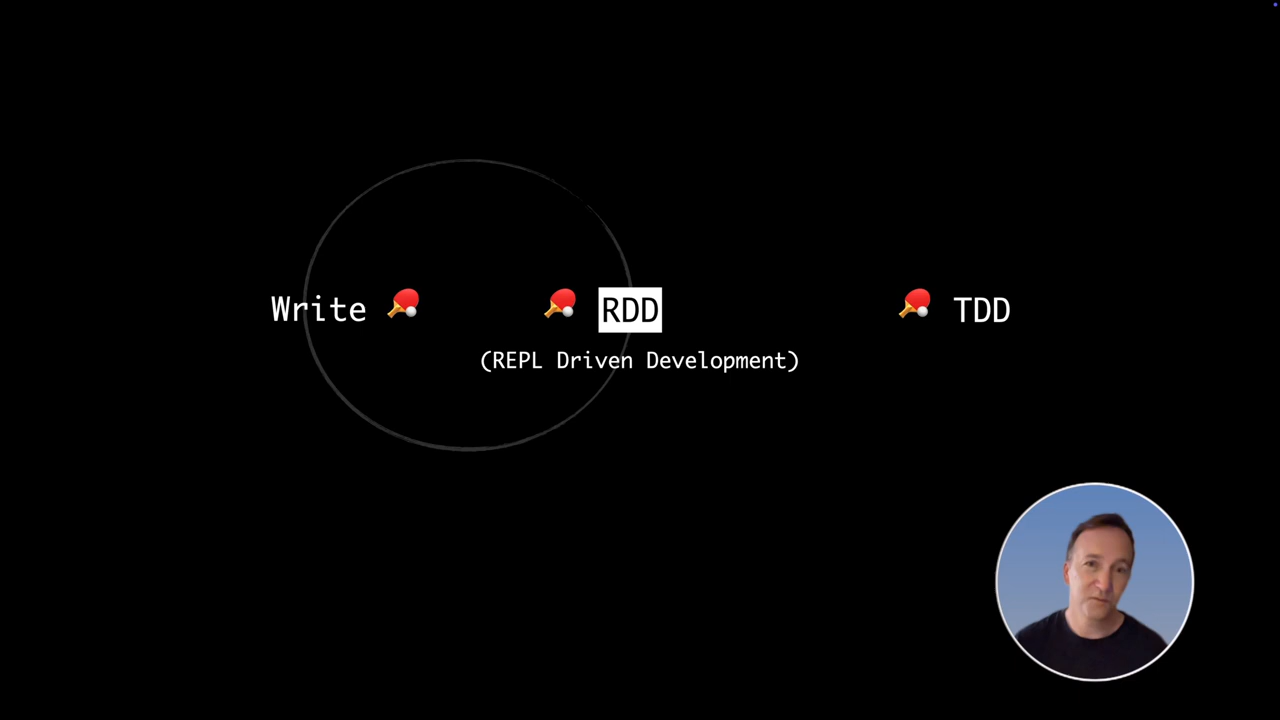 Write 🏓 🏓 RDD 🏓 TDD
(REPL Driven Development)